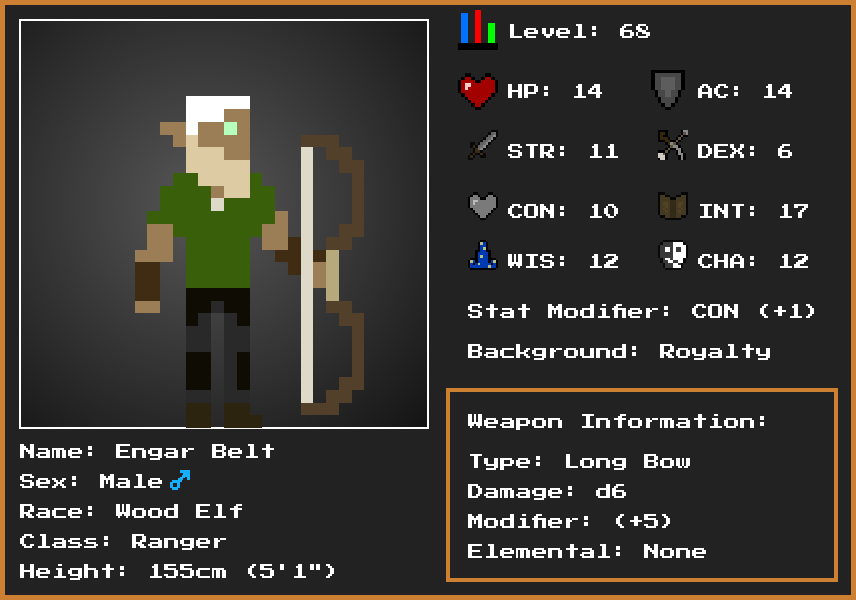 Level: 68
HP: 14 AC: 14
STR: 11 DEX: 6
CON: 10 INT: 17
WIS: 12 CHA: 12
Stat Modifier: CON (+1)
Background: Royalty
Weapon Information:
Type: Long Bow
Damage: d6
Modifier: (+5)
Elemental: None
Name: Engar Belt
Sex: Male♂
Race: Wood Elf
Class: Ranger
Height: 155cm (5'1")